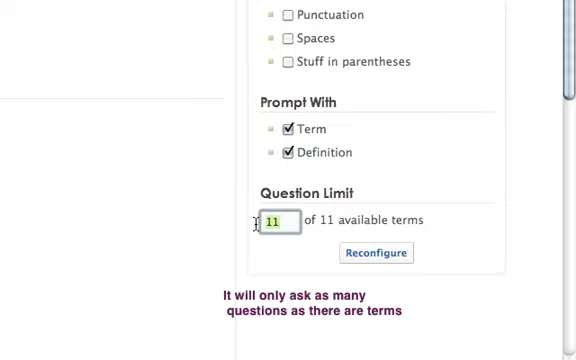 Punctuation
Spaces
Stuff in parentheses
Prompt With
Term
Definition
Question Limit
11 of 11 available terms
Reconfigure
It will only ask as many
questions as there are terms